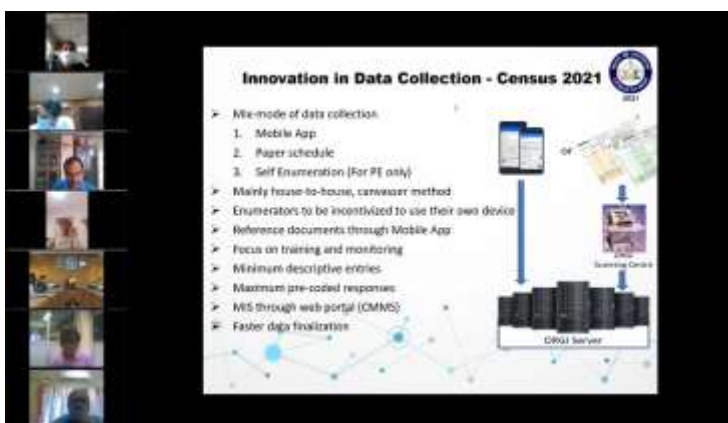 Innovation in Data Collection - Census 2021
2021
➢ Mix-mode of data collection
1. Mobile App
2. Paper schedule
3. Self Enumeration (For PE only)
➢ Mainly house-to-house, canvasser method
➢ Enumerators to be incentivized to use their own device
➢ Reference documents through Mobile App
➢ Focus on training and monitoring
➢ Minimum descriptive entries
➢ Maximum pre-coded responses
➢ MIS through web portal (CMMS)
➢ Faster data finalization
or
Scanning Centre
ORGI Server